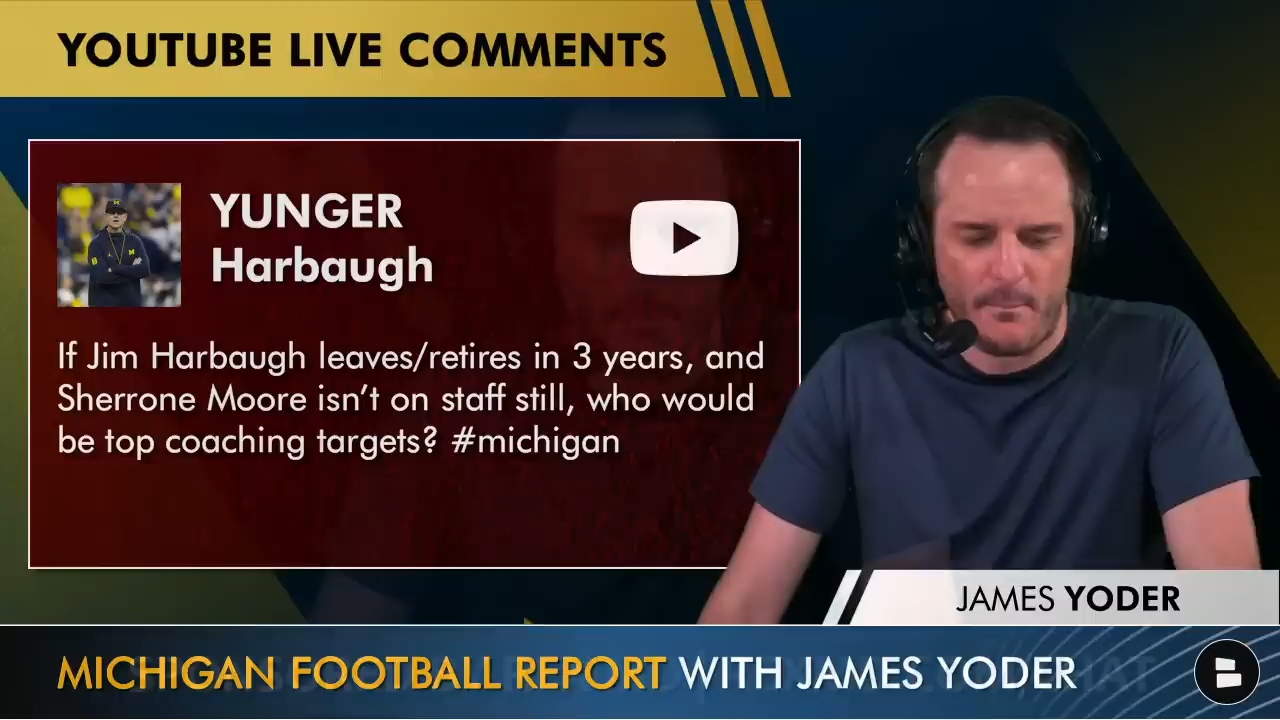 YOUTUBE LIVE COMMENTS
YUNGER
Harbaugh
If Jim Harbaugh leaves/retires in 3 years, and
Sherrone Moore isn't on staff still, who would
be top coaching targets? #michigan
JAMES YODER
MICHIGAN FOOTBALL REPORT WITH JAMES YODER